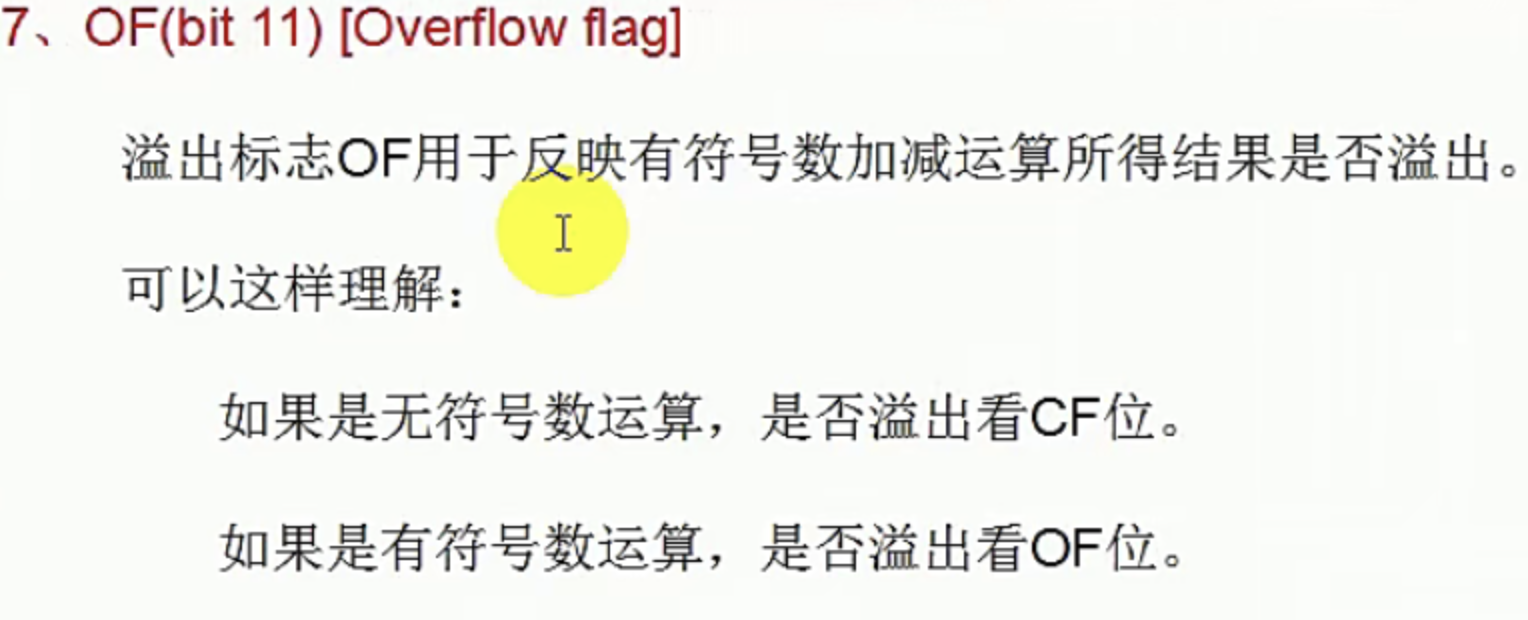 7、OF(bit 11) [Overflow flag]
溢出标志OF用于反映有符号数加减运算所得结果是否溢出。
可以这样理解：
如果是无符号数运算，是否溢出看CF位。
如果是有符号数运算，是否溢出看OF位。